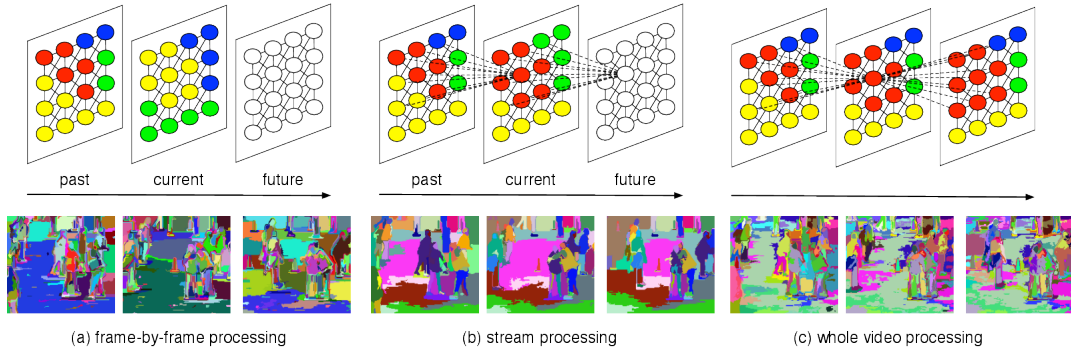 past current future
past current future
(a) frame-by-frame processing
(b) stream processing
(c) whole video processing